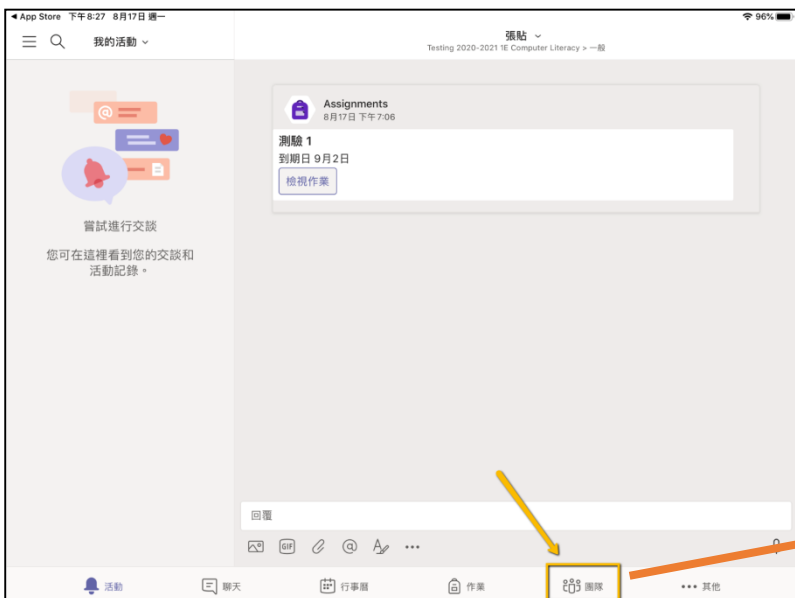 App Store 下午8:27 8月17日 週一
96%
我的活動
張貼
Testing 2020-2021 1E Computer Literacy > 一般
@
Assignments
8月17日 下午7:06
測驗 1
到期日 9月2日
檢視作業
嘗試進行交談
您可在這裡看到您的交談和
活動記錄。
回覆
GIF
活動
聊天
行事曆
作業
團隊
其他